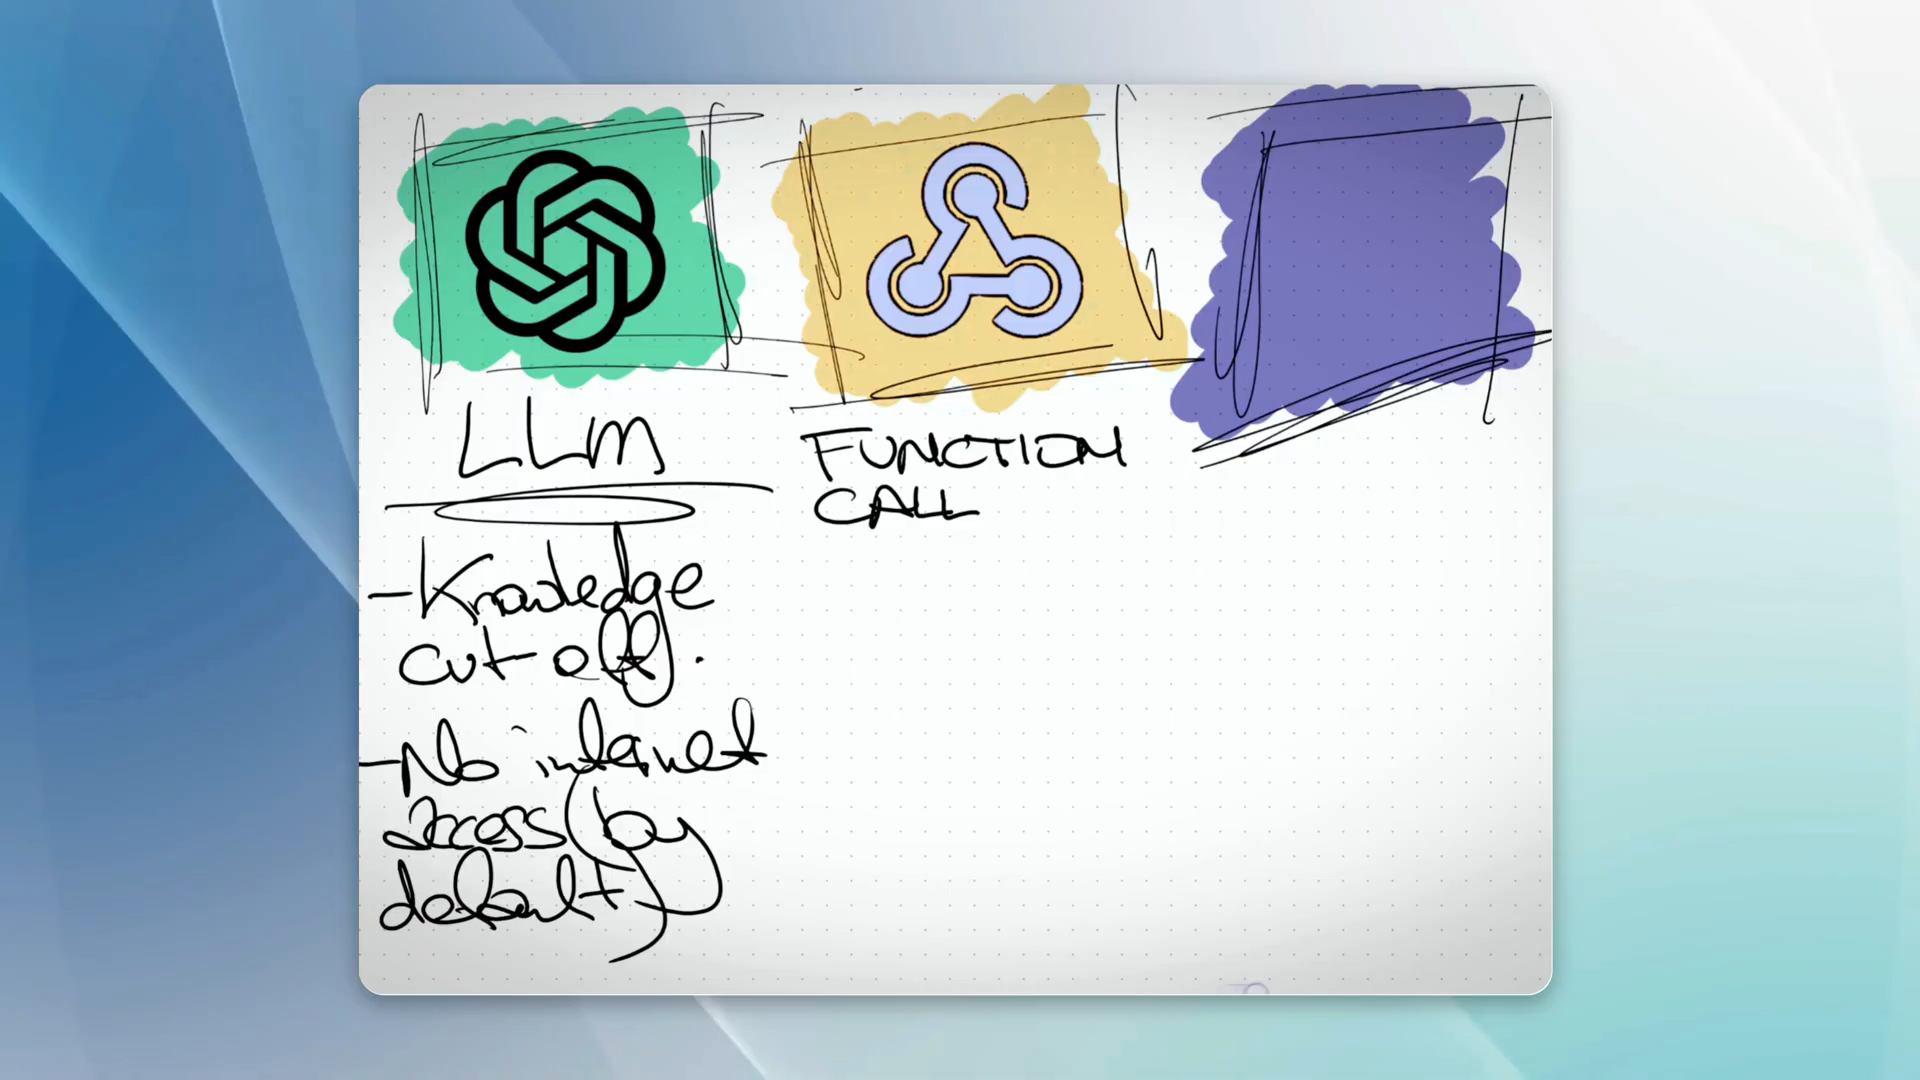 LLM
FUNCTION
CALL
-Knowledge
cut off.
-No internet
access (by
default)